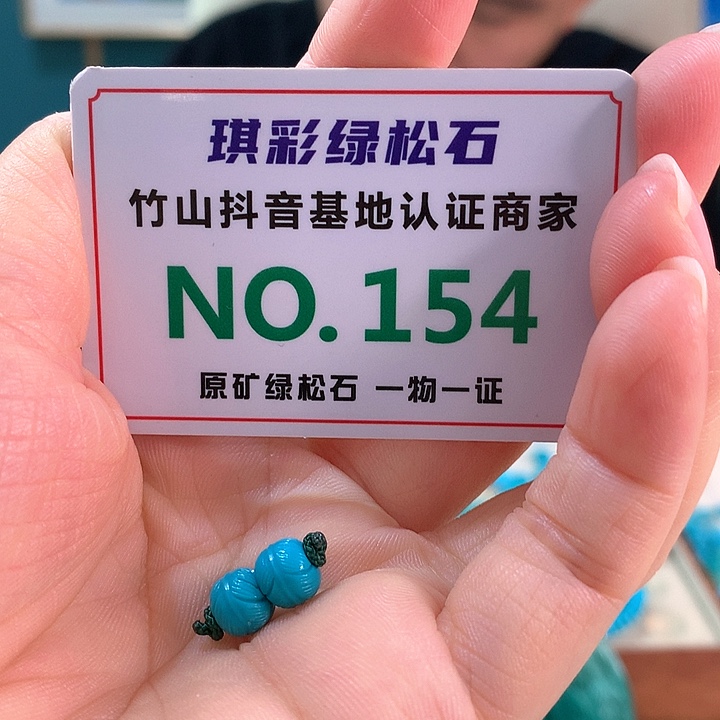 琪彩绿松石
竹山抖音基地认证商家
NO.154
原矿绿松石 一物一证